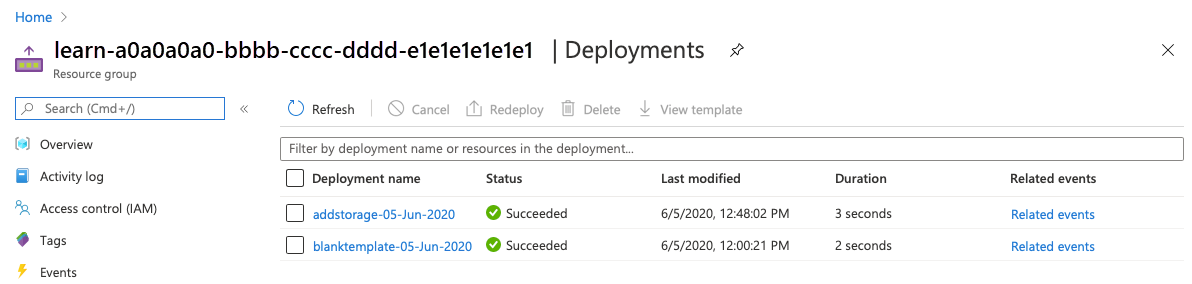 Home
learn-a0a0a0a0-bbbb-cccc-dddd-e1e1e1e1e1e1 | Deployments
Resource group
Search (Cmd+/)
Refresh Cancel Redeploy Delete View template
Overview
Activity log
Access control (IAM)
Tags
Events
Filter by deployment name or resources in the deployment...
Deployment name Status Last modified Duration Related events
addstorage-05-Jun-2020 Succeeded 6/5/2020, 12:48:02 PM 3 seconds Related events
blanktemplate-05-Jun-2020 Succeeded 6/5/2020, 12:00:21 PM 2 seconds Related events